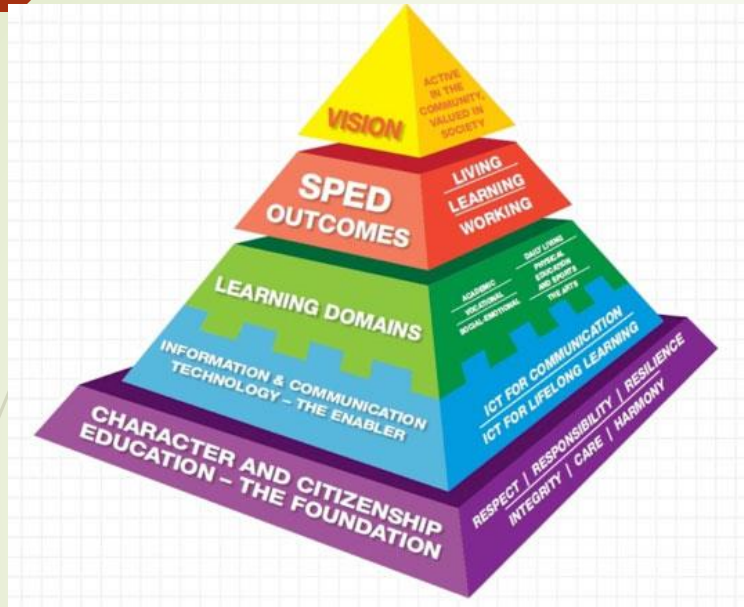 VISION
ACTIVE
IN THE
COMMUNITY,
VALUED IN
SOCIETY
SPED
OUTCOMES
LIVING
LEARNING
WORKING
LEARNING DOMAINS
ACADEMIC
VOCATIONAL
SOCIAL-EMOTIONAL
DAILY LIVING
PHYSICAL
EDUCATION
AND SPORTS
THE ARTS
INFORMATION & COMMUNICATION
TECHNOLOGY – THE ENABLER
ICT FOR COMMUNICATION
ICT FOR LIFELONG LEARNING
CHARACTER AND CITIZENSHIP
EDUCATION – THE FOUNDATION
RESPECT | RESPONSIBILITY | RESILIENCE
INTEGRITY | CARE | HARMONY